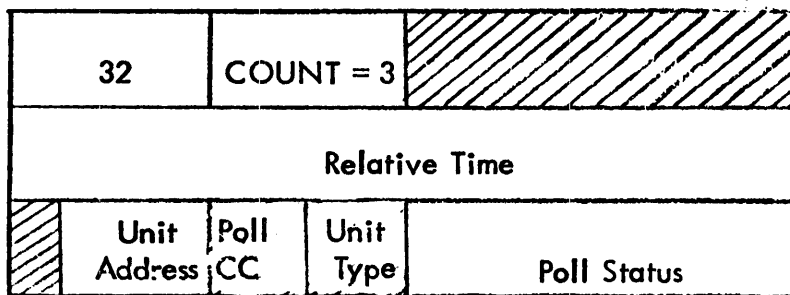 32 COUNT = 3
Relative Time
Unit Poll Unit
Address CC Type Poll Status